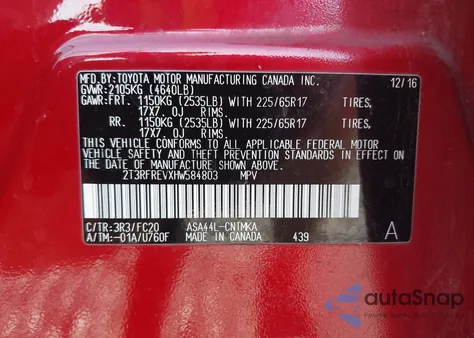 MFD.BY:TOYOTA MOTOR MANUFACTURING CANADA INC.
GVWR:2105KG (4640LB) 12/16
GAWR:FRT. 1150KG (2535LB) WITH 225/65R17 TIRES,
17X7.0J RIMS.
RR. 1150KG (2535LB) WITH 225/65R17 TIRES,
17X7.0J RIMS.
THIS VEHICLE CONFORMS TO ALL APPLICABLE FEDERAL MOTOR
VEHICLE SAFETY STANDARDS IN EFFECT ON
THE DATE OF MANUFACTURE SHOWN ABOVE.
2T3RFREVXHW584803 MPV
C/TR:3R3/FC20 ASA44L-CNTMKA
A/TM:-01A/U760F MADE IN CANADA 439 A
autoSnap